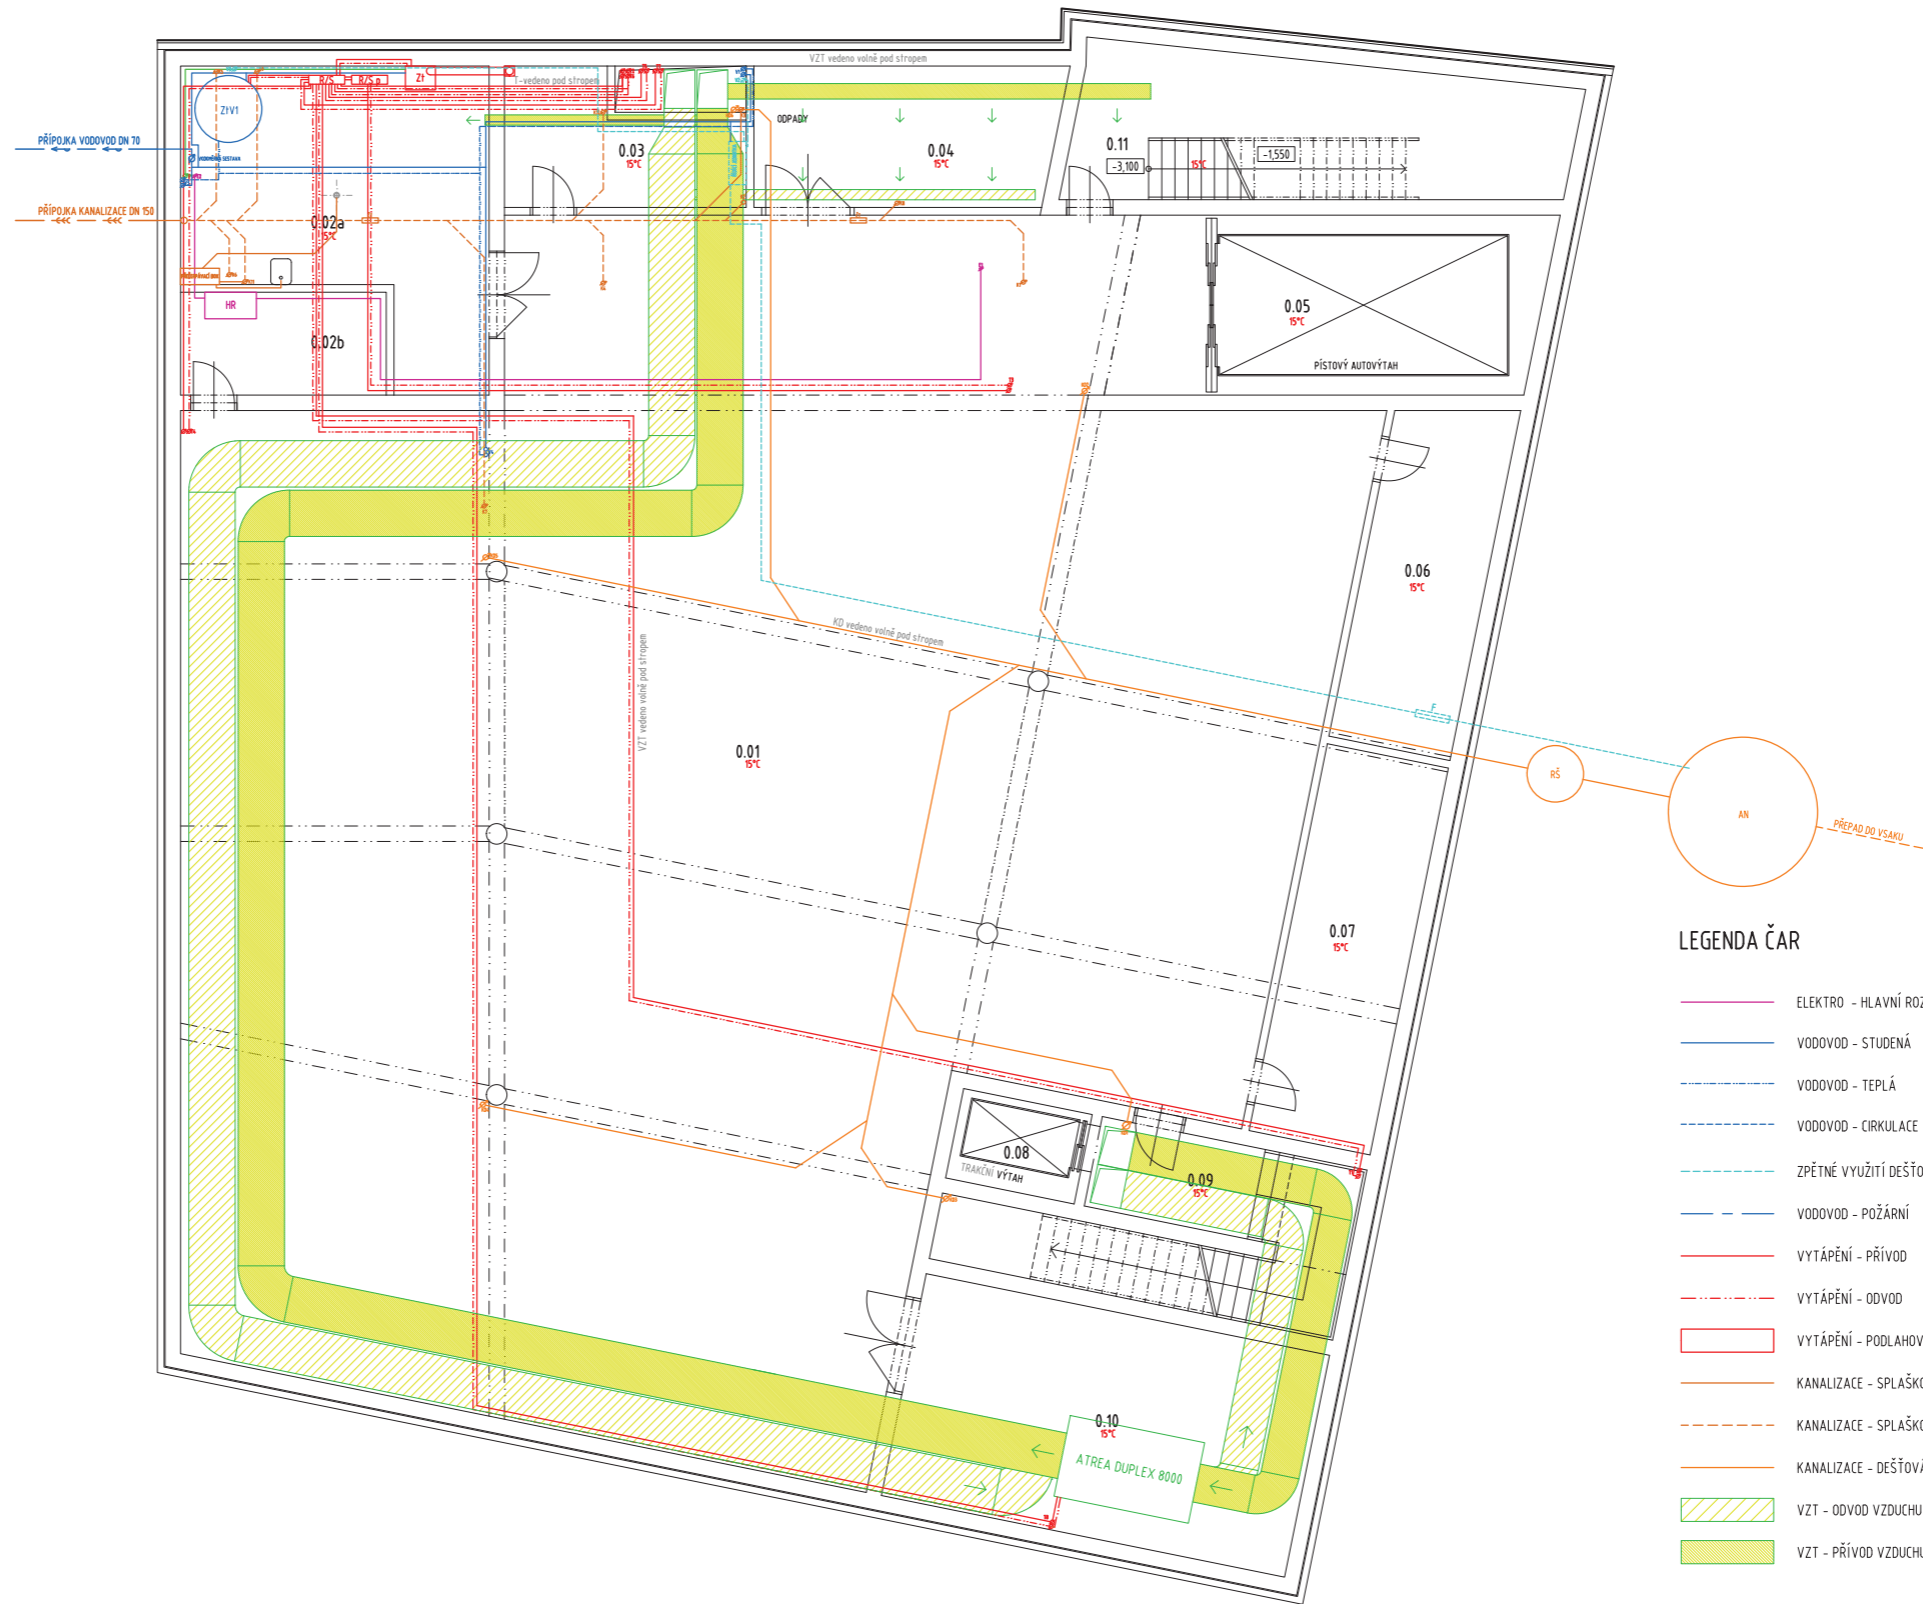 VZT vedeno volně pod stropem
R/S
R/S p
Zt
T-vedeno pod stropem
ZtV1
PŘÍPOJKA VODOVOD DN 70
VODOMĚRNÁ SESTAVA
ODPADY
0.03
15°C
0.04
15°C
0.11
-3,100
15°C
-1,550
PŘÍPOJKA KANALIZACE DN 150
0.02a
15°C
HR
0.02b
0.05
15°C
PÍSTOVÝ AUTOVÝTAH
0.06
15°C
KD vedeno volně pod stropem
VZT vedeno volně pod stropem
F
0.01
15°C
RŠ
AN
PŘEPAD DO VSAKU
0.07
15°C
0.08
TRAKČNÍ VÝTAH
0.09
15°C
0.10
15°C
ATREA DUPLEX 8000
LEGENDA ČAR
ELEKTRO - HLAVNÍ ROZ
VODOVOD - STUDENÁ
VODOVOD - TEPLÁ
VODOVOD - CIRKULACE
ZPĚTNÉ VYUŽITÍ DEŠŤO
VODOVOD - POŽÁRNÍ
VYTÁPĚNÍ - PŘÍVOD
VYTÁPĚNÍ - ODVOD
VYTÁPĚNÍ - PODLAHOV
KANALIZACE - SPLAŠKO
KANALIZACE - SPLAŠKO
KANALIZACE - DEŠŤOVÁ
VZT - ODVOD VZDUCHU
VZT - PŘÍVOD VZDUCHU